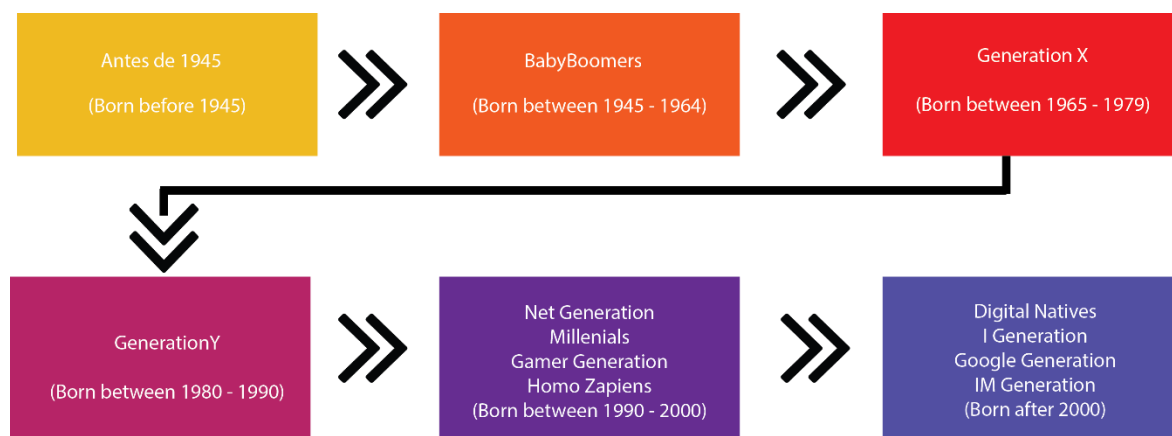 Antes de 1945
(Born before 1945)
BabyBoomers
(Born between 1945 - 1964)
Generation X
(Born between 1965 - 1979)
GenerationY
(Born between 1980 - 1990)
Net Generation
Millenials
Gamer Generation
Homo Zapiens
(Born between 1990 - 2000)
Digital Natives
I Generation
Google Generation
IM Generation
(Born after 2000)